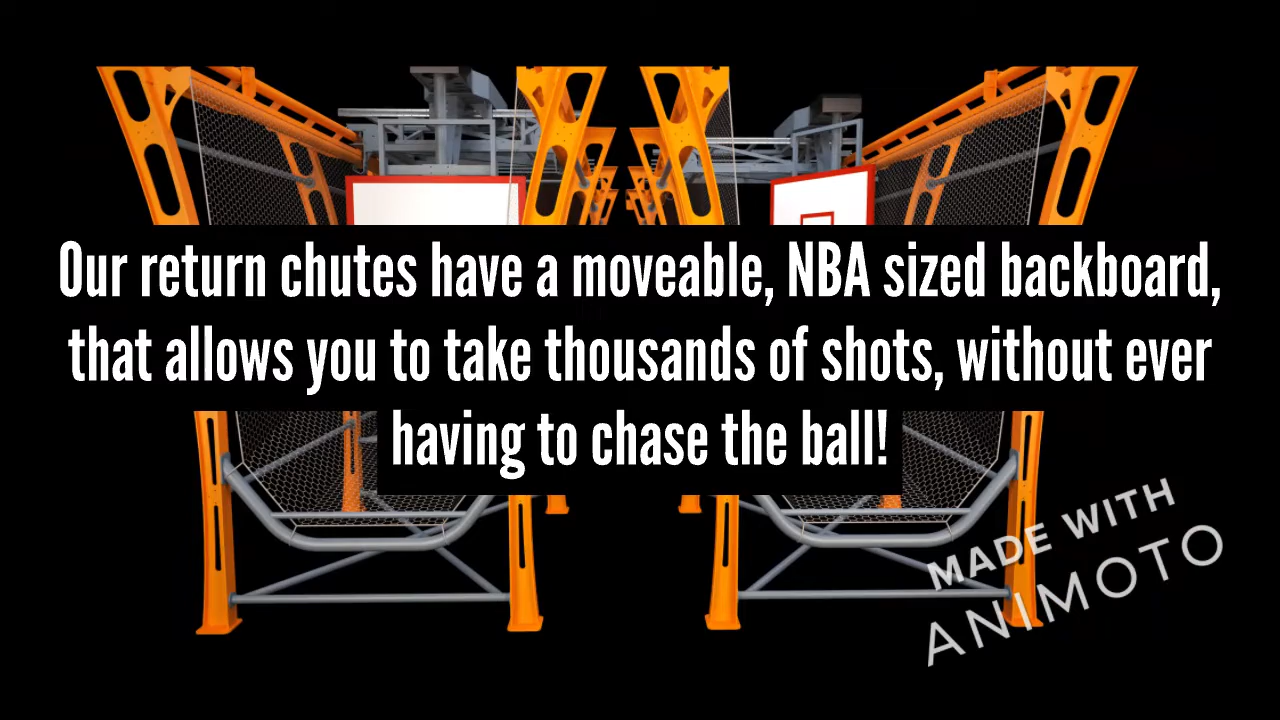 Our return chutes have a moveable, NBA sized backboard,
that allows you to take thousands of shots, without ever
having to chase the ball!
MADE WITH
ANIMOTO